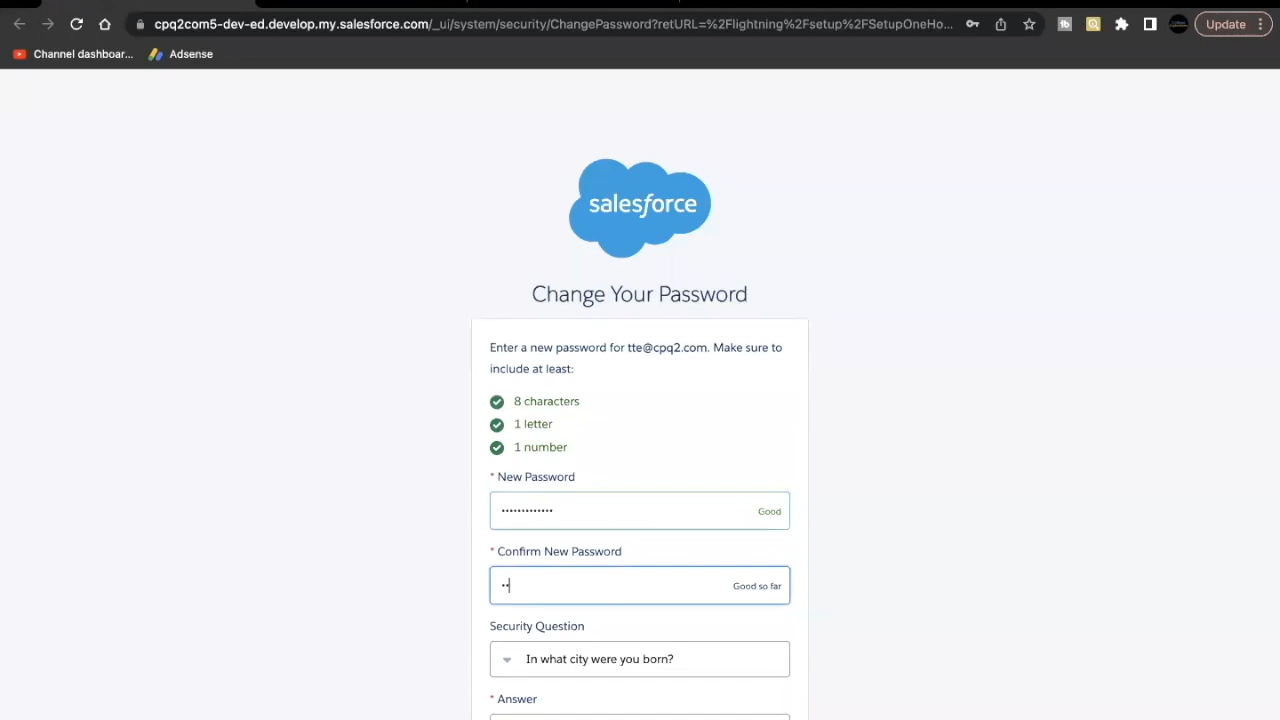 cpq2com5-dev-ed.develop.my.salesforce.com/_ui/system/security/ChangePassword?retURL=%2Flightning%2Fsetup%2FSetupOneHo...
Update
Channel dashboar...
Adsense
salesforce
Change Your Password
Enter a new password for tte@cpq2.com. Make sure to
include at least:
8 characters
1 letter
1 number
* New Password
•••••••••••••
Good
* Confirm New Password
••
Good so far
Security Question
In what city were you born?
* Answer